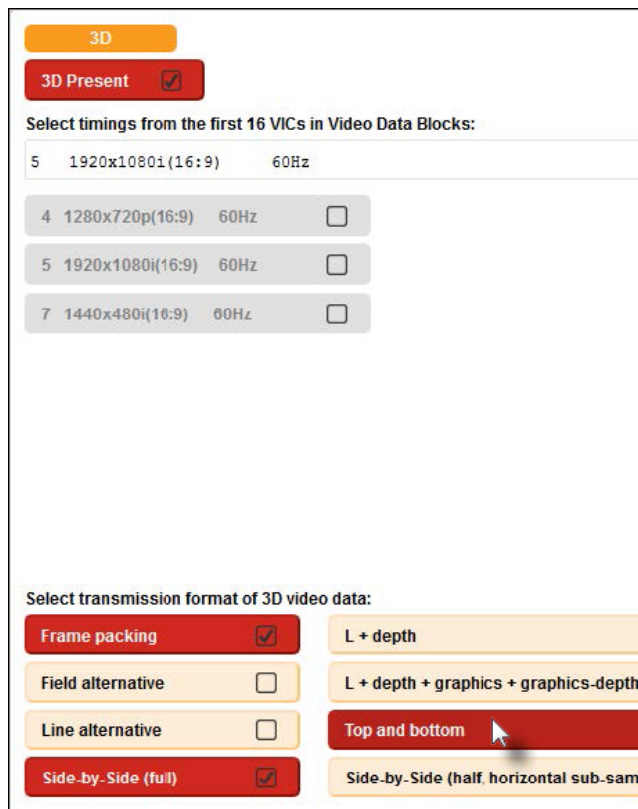 3D
3D Present
Select timings from the first 16 VICs in Video Data Blocks:
5 1920x1080i(16:9) 60Hz
4 1280x720p(16:9) 60Hz
5 1920x1080i(16:9) 60Hz
7 1440x480i(16:9) 60Hz
Select transmission format of 3D video data:
Frame packing
L + depth
Field alternative
L + depth + graphics + graphics-depth
Line alternative
Top and bottom
Side-by-Side (full)
Side-by-Side (half, horizontal sub-sam